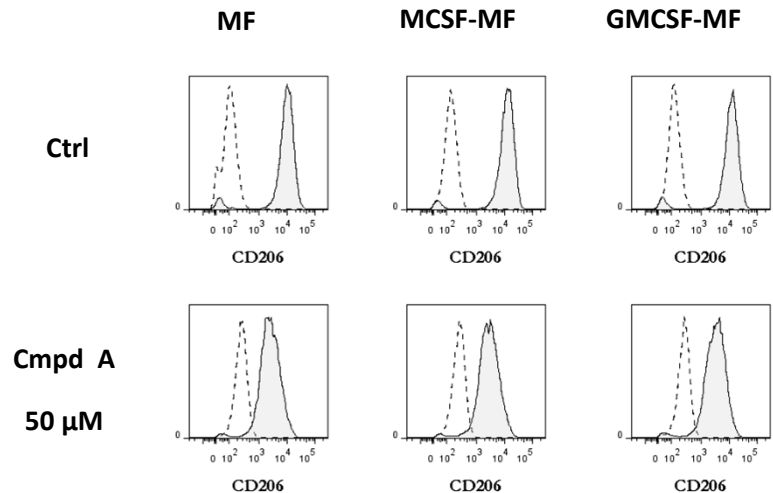 MF MCSF-MF GMCSF-MF
Ctrl
0 0 0
0 10² 10³ 10⁴ 10⁵ 0 10² 10³ 10⁴ 10⁵ 0 10² 10³ 10⁴ 10⁵
CD206 CD206 CD206
Cmpd A
50 µM
0 0 0
0 10² 10³ 10⁴ 10⁵ 0 10² 10³ 10⁴ 10⁵ 0 10² 10³ 10⁴ 10⁵
CD206 CD206 CD206